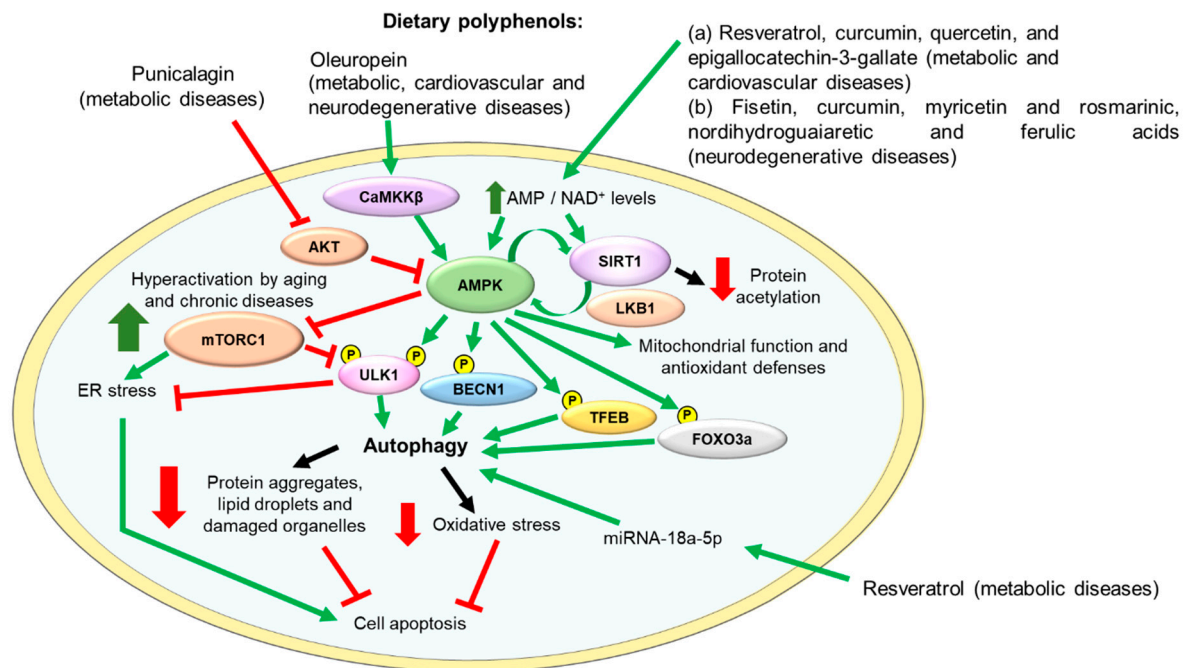 Dietary polyphenols:
Punicalagin
(metabolic diseases)
Oleuropein
(metabolic, cardiovascular and
neurodegenerative diseases)
(a) Resveratrol, curcumin, quercetin, and
epigallocatechin-3-gallate (metabolic and
cardiovascular diseases)
(b) Fisetin, curcumin, myricetin and rosmarinic,
nordihydroguaiaretic and ferulic acids
(neurodegenerative diseases)
CaMKKβ
AMP / NAD⁺ levels
AKT
SIRT1
Hyperactivation by aging
and chronic diseases
AMPK
Protein
acetylation
LKB1
mTORC1
P
P
ULK1
P
BECN1
Mitochondrial function and
antioxidant defenses
ER stress
P
TFEB
P
FOXO3a
Autophagy
Protein aggregates,
lipid droplets and
damaged organelles
Oxidative stress
miRNA-18a-5p
Resveratrol (metabolic diseases)
Cell apoptosis